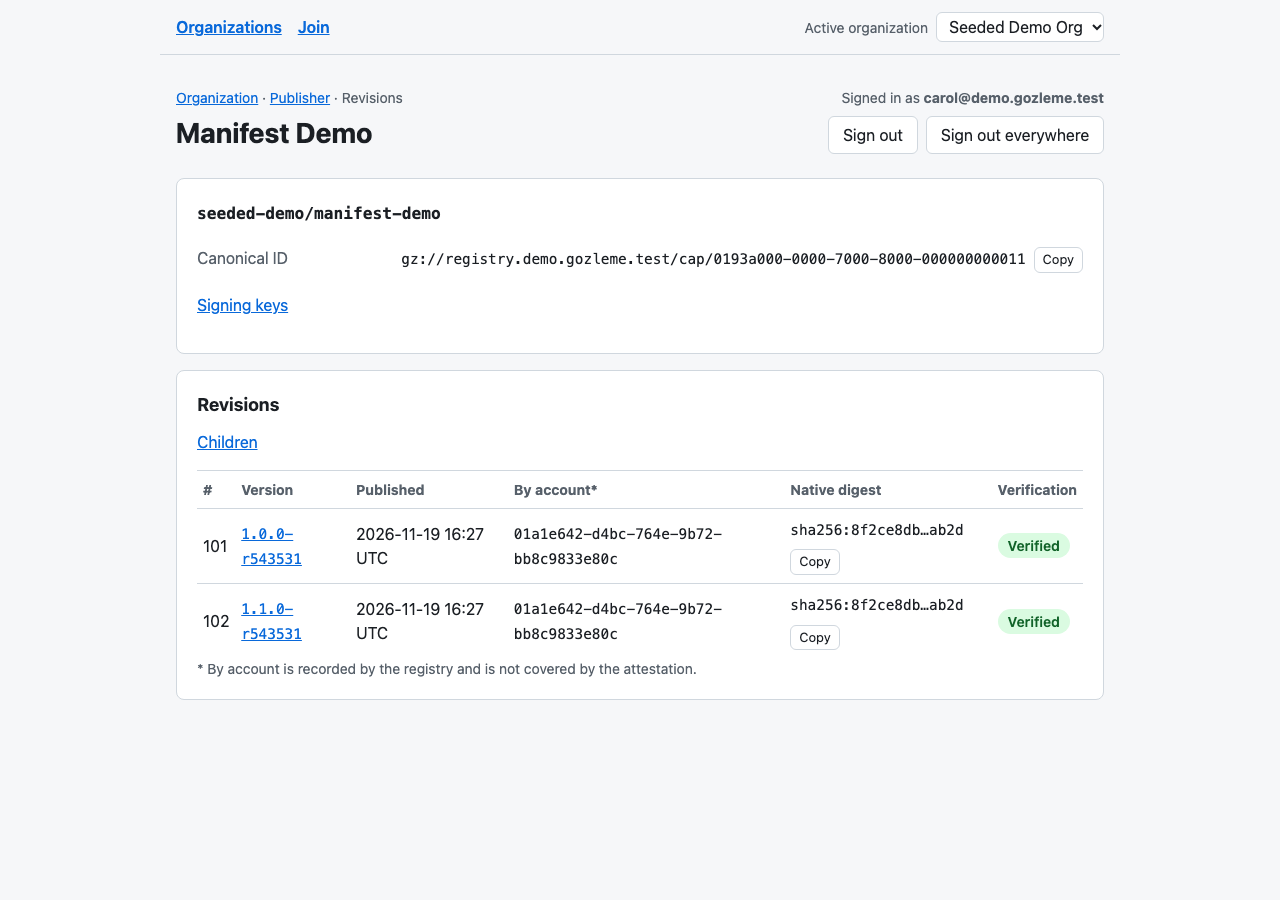 Organizations Join Active organization Seeded Demo Org
Organization · Publisher · Revisions Signed in as carol@demo.gozleme.test
Manifest Demo Sign out Sign out everywhere
seeded-demo/manifest-demo
Canonical ID gz://registry.demo.gozleme.test/cap/0193a000-0000-7000-8000-000000000011 Copy
Signing keys
Revisions
Children
# Version Published By account* Native digest Verification
101 1.0.0-r543531 2026-11-19 16:27 UTC 01a1e642-d4bc-764e-9b72-bb8c9833e80c sha256:8f2ce8db…ab2d Copy Verified
102 1.1.0-r543531 2026-11-19 16:27 UTC 01a1e642-d4bc-764e-9b72-bb8c9833e80c sha256:8f2ce8db…ab2d Copy Verified
* By account is recorded by the registry and is not covered by the attestation.